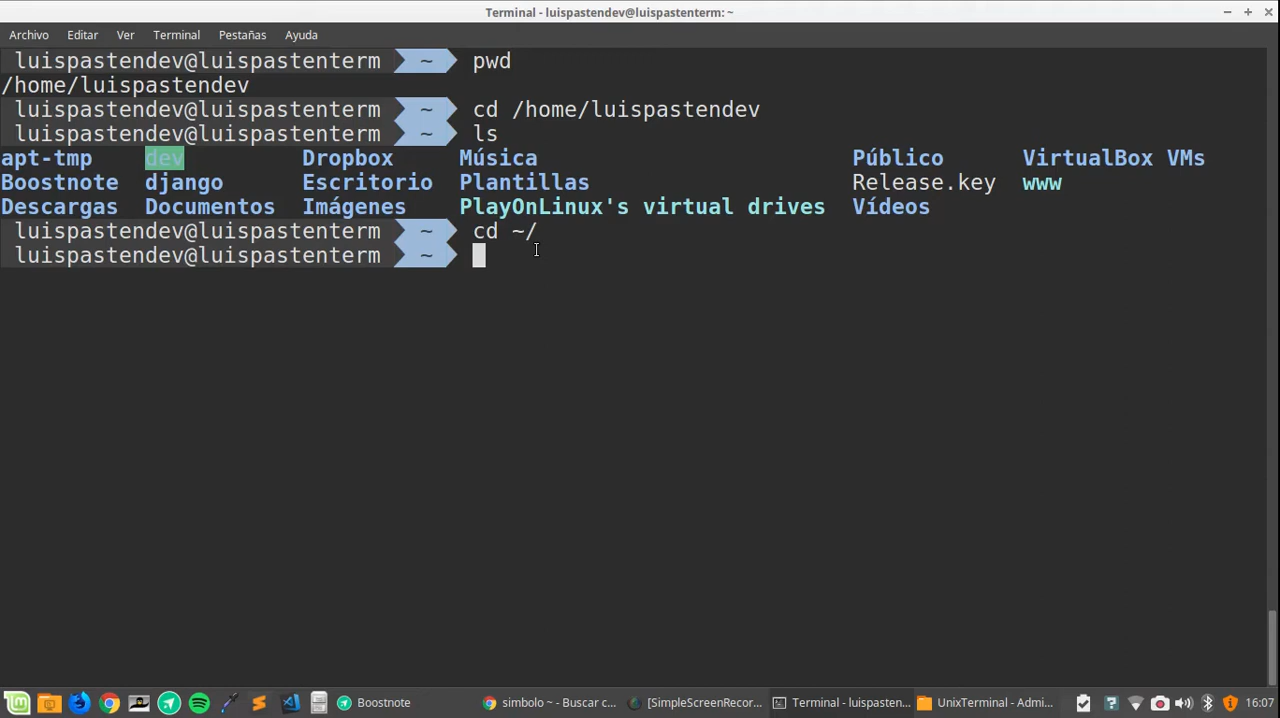 Terminal - luispastendev@luispastenterm: ~
Archivo Editar Ver Terminal Pestañas Ayuda
luispastendev@luispastenterm ~ pwd
/home/luispastendev
luispastendev@luispastenterm ~ cd /home/luispastendev
luispastendev@luispastenterm ~ ls
apt-tmp dev Dropbox Música Público VirtualBox VMs
Boostnote django Escritorio Plantillas Release.key www
Descargas Documentos Imágenes PlayOnLinux's virtual drives Vídeos
luispastendev@luispastenterm ~ cd ~/
luispastendev@luispastenterm ~
Boostnote simbolo ~ - Buscar c... [SimpleScreenRecor... Terminal - luispasten... UnixTerminal - Admi... 16:07